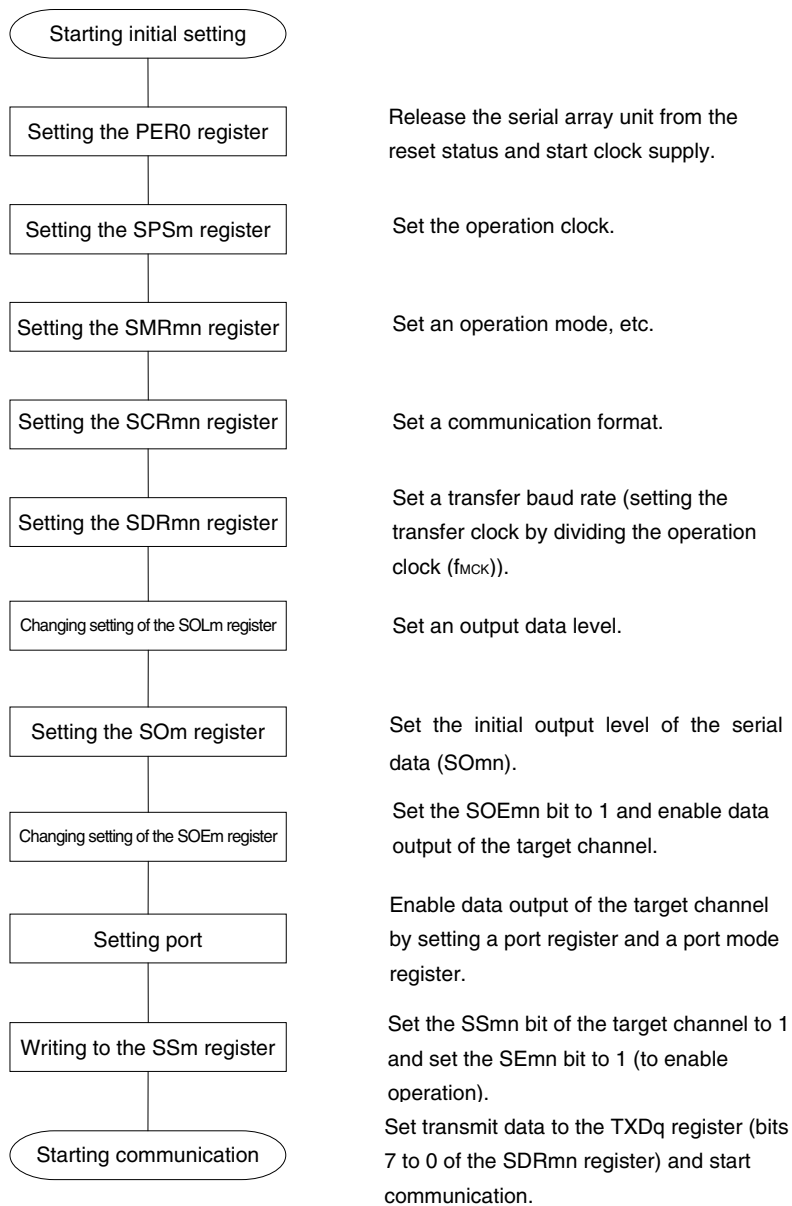 Starting initial setting
Setting the PER0 register
Release the serial array unit from the
reset status and start clock supply.
Setting the SPSm register
Set the operation clock.
Setting the SMRmn register
Set an operation mode, etc.
Setting the SCRmn register
Set a communication format.
Setting the SDRmn register
Set a transfer baud rate (setting the
transfer clock by dividing the operation
clock (fMCK)).
Changing setting of the SOLm register
Set an output data level.
Setting the SOm register
Set the initial output level of the serial
data (SOmn).
Changing setting of the SOEm register
Set the SOEmn bit to 1 and enable data
output of the target channel.
Setting port
Enable data output of the target channel
by setting a port register and a port mode
register.
Writing to the SSm register
Set the SSmn bit of the target channel to 1
and set the SEmn bit to 1 (to enable
operation).
Starting communication
Set transmit data to the TXDq register (bits
7 to 0 of the SDRmn register) and start
communication.